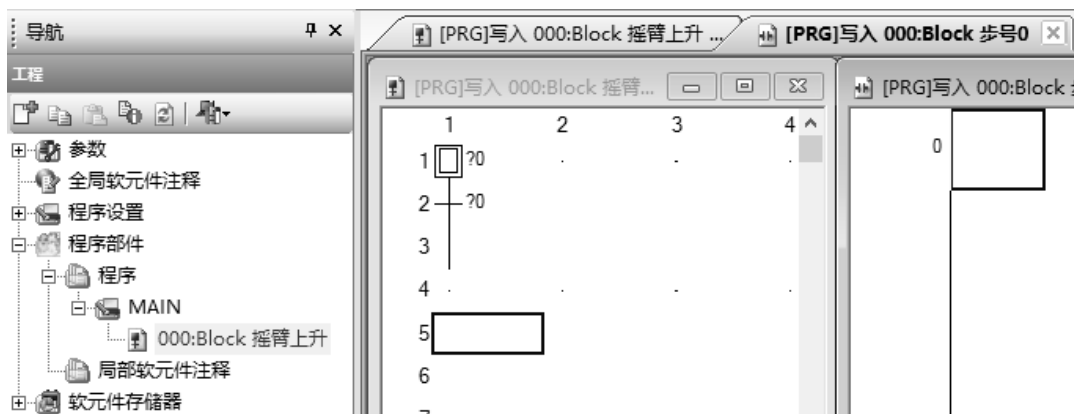 导航
工程
参数
全局软元件注释
程序设置
程序部件
程序
MAIN
000:Block 摇臂上升
局部软元件注释
软元件存储器
[PRG]写入 000:Block 摇臂上升 ...
[PRG]写入 000:Block 步号0
[PRG]写入 000:Block 摇臂...
1 2 3 4
1 ?0
2 ?0
3
4
5
6
[PRG]写入 000:Block
0